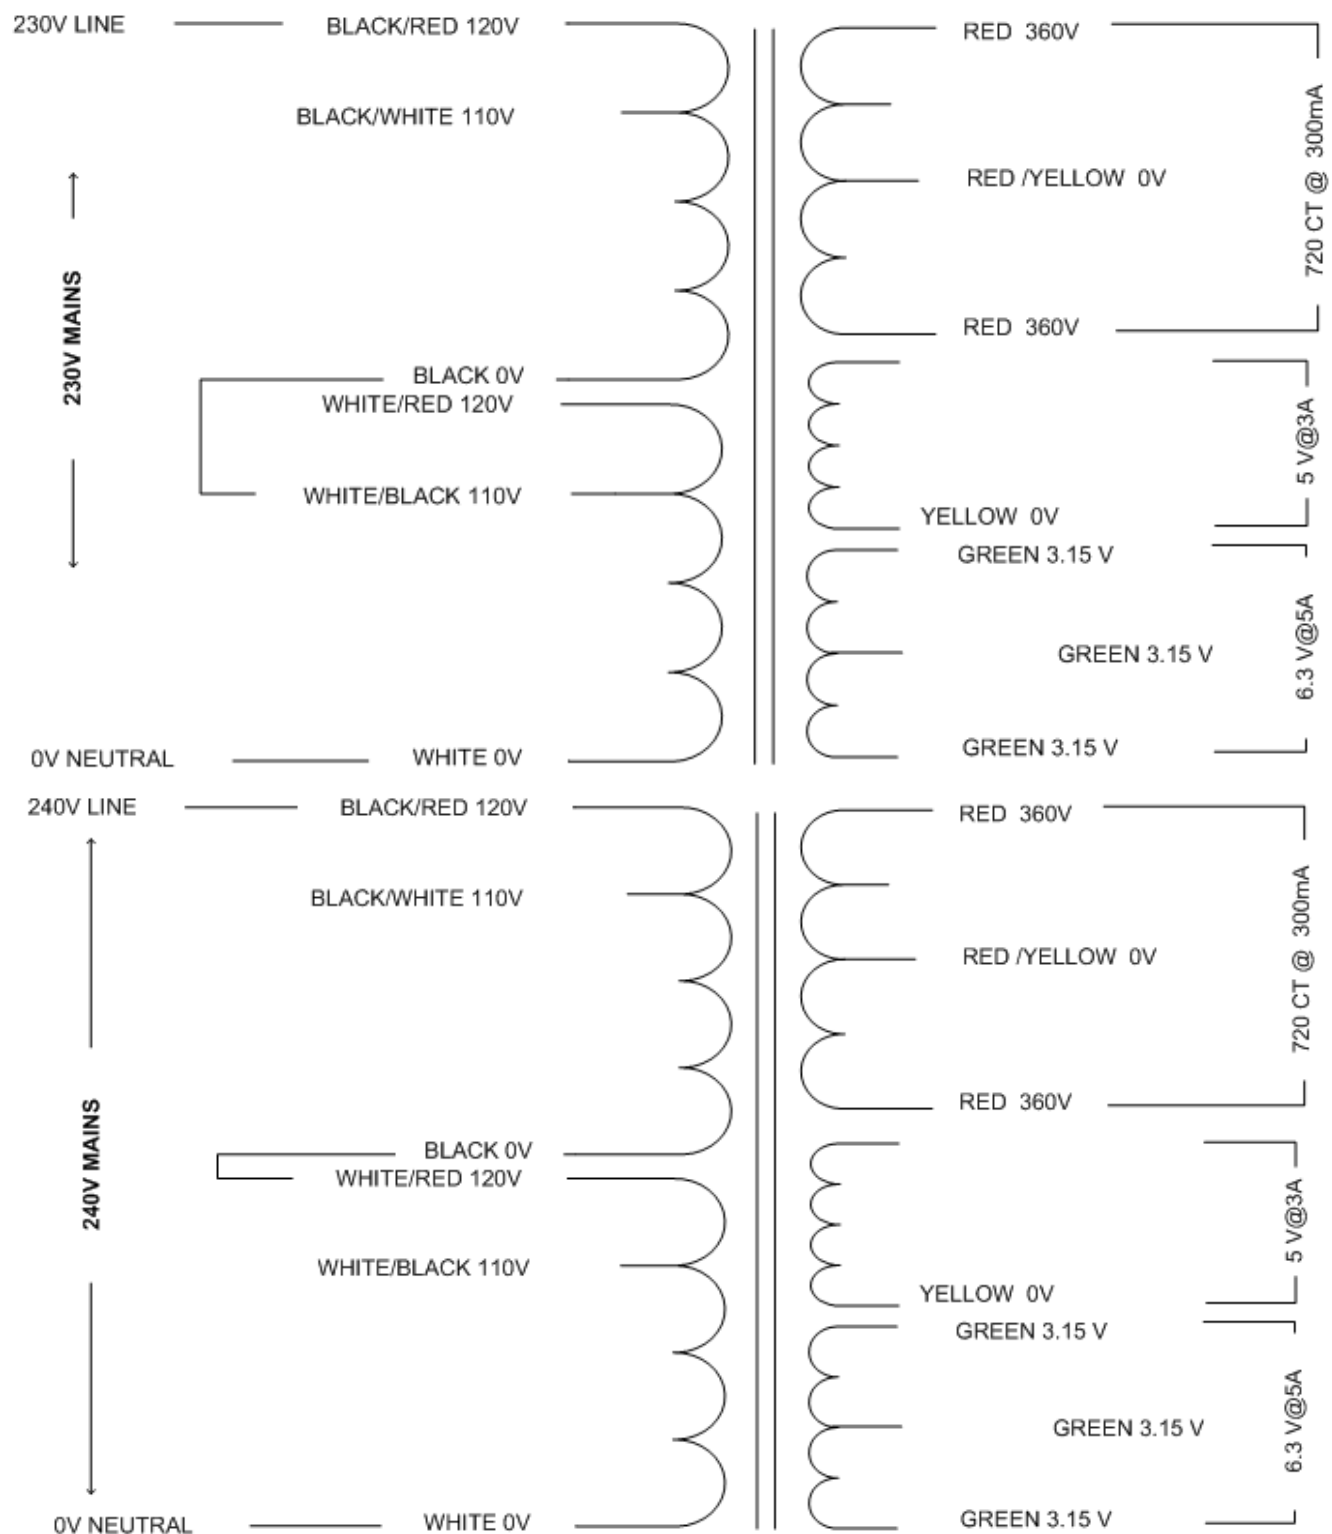 230V LINE
BLACK/RED 120V
RED  360V
BLACK/WHITE 110V
RED /YELLOW  0V
720 CT @  300mA
230V MAINS
RED  360V
BLACK 0V
WHITE/RED 120V
WHITE/BLACK 110V
5 V@3A
YELLOW  0V
GREEN 3.15 V
GREEN 3.15 V
6.3 V@5A
0V NEUTRAL
WHITE 0V
GREEN 3.15 V
240V LINE
BLACK/RED 120V
RED  360V
BLACK/WHITE 110V
RED /YELLOW  0V
720 CT @  300mA
240V MAINS
RED  360V
BLACK 0V
WHITE/RED 120V
WHITE/BLACK 110V
5 V@3A
YELLOW  0V
GREEN 3.15 V
GREEN 3.15 V
6.3 V@5A
0V NEUTRAL
WHITE 0V
GREEN 3.15 V